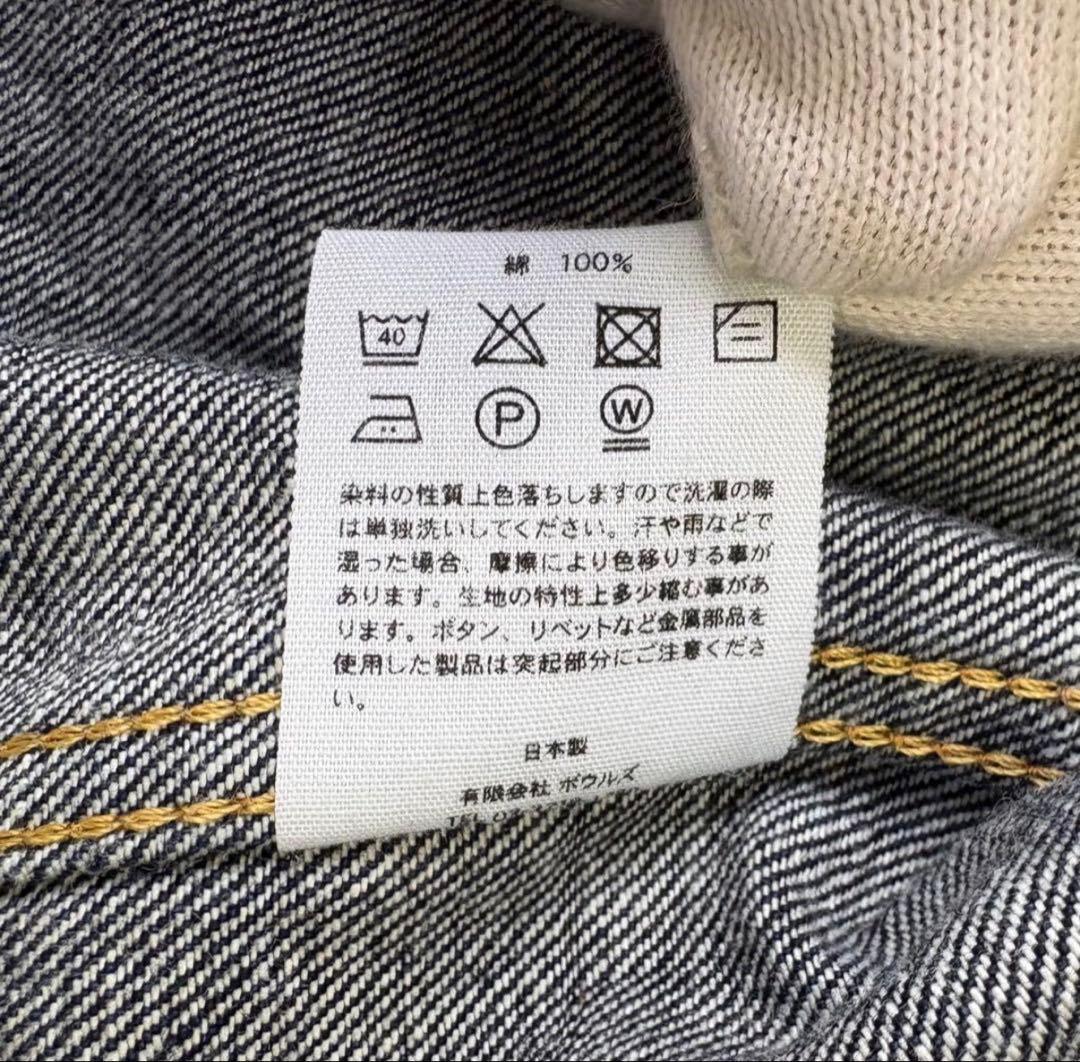 綿 100%
40
P W
染料の性質上色落ちしますので洗濯の際
は単独洗いしてください。汗や雨などで
湿った場合、摩擦により色移りする事が
あります。生地の特性上多少縮む事があ
ります。ボタン、リベットなど金属部品を
使用した製品は突起部分にご注意くださ
い。
日本製
有限会社 ボウルズ
TEL